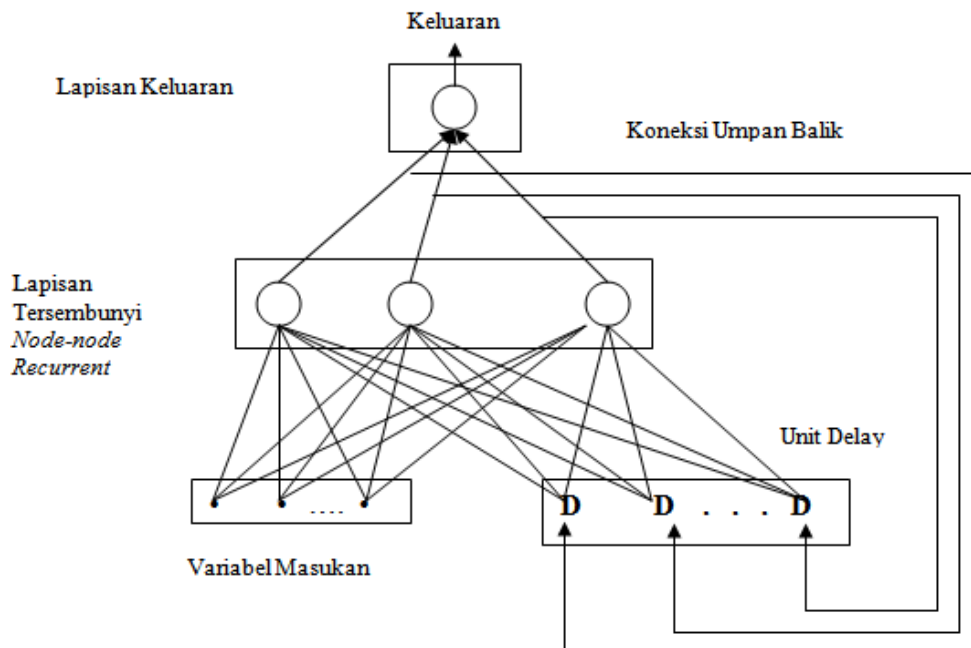 Keluaran
Lapisan Keluaran
Koneksi Umpan Balik
Lapisan
Tersembunyi
Node-node
Recurrent
Unit Delay
....
D D . . . D
Variabel Masukan